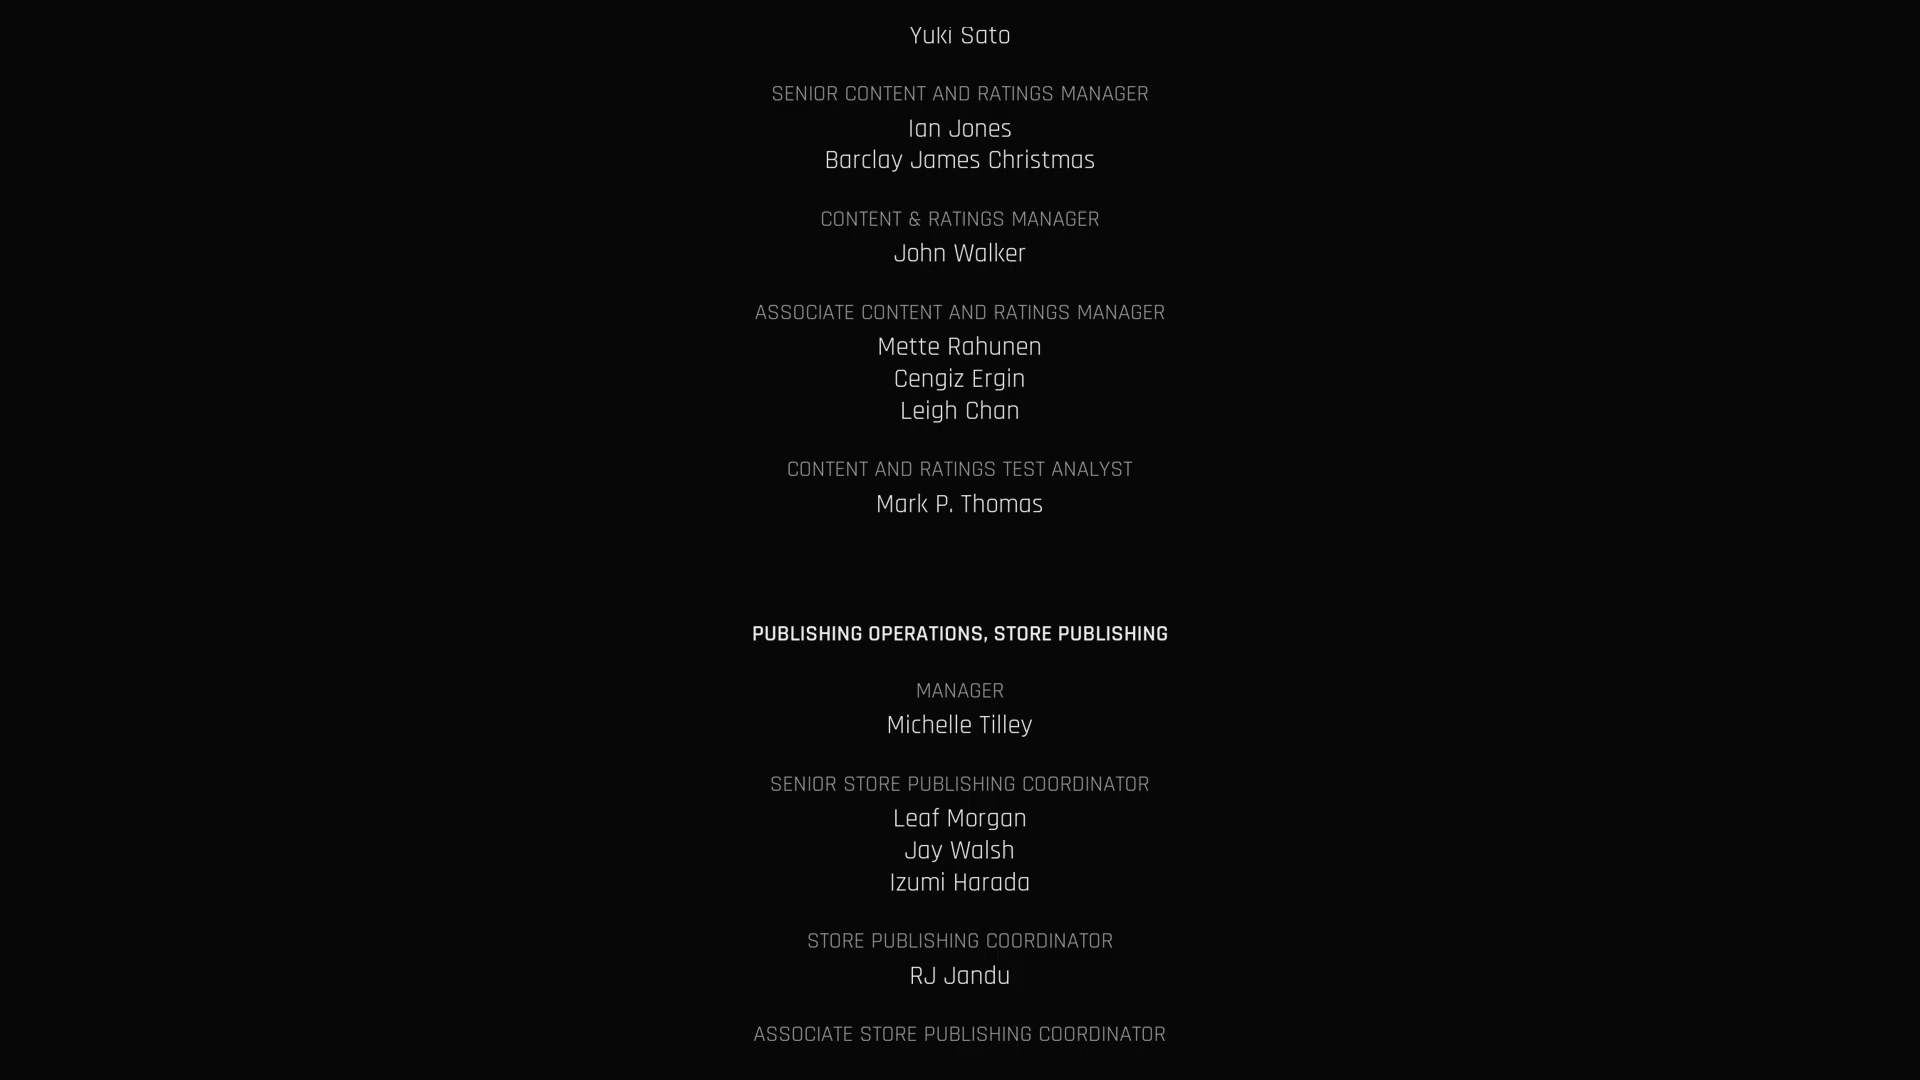 Yuki Sato
SENIOR CONTENT AND RATINGS MANAGER
Ian Jones
Barclay James Christmas
CONTENT & RATINGS MANAGER
John Walker
ASSOCIATE CONTENT AND RATINGS MANAGER
Mette Rahunen
Cengiz Ergin
Leigh Chan
CONTENT AND RATINGS TEST ANALYST
Mark P. Thomas
PUBLISHING OPERATIONS, STORE PUBLISHING
MANAGER
Michelle Tilley
SENIOR STORE PUBLISHING COORDINATOR
Leaf Morgan
Jay Walsh
Izumi Harada
STORE PUBLISHING COORDINATOR
RJ Jandu
ASSOCIATE STORE PUBLISHING COORDINATOR